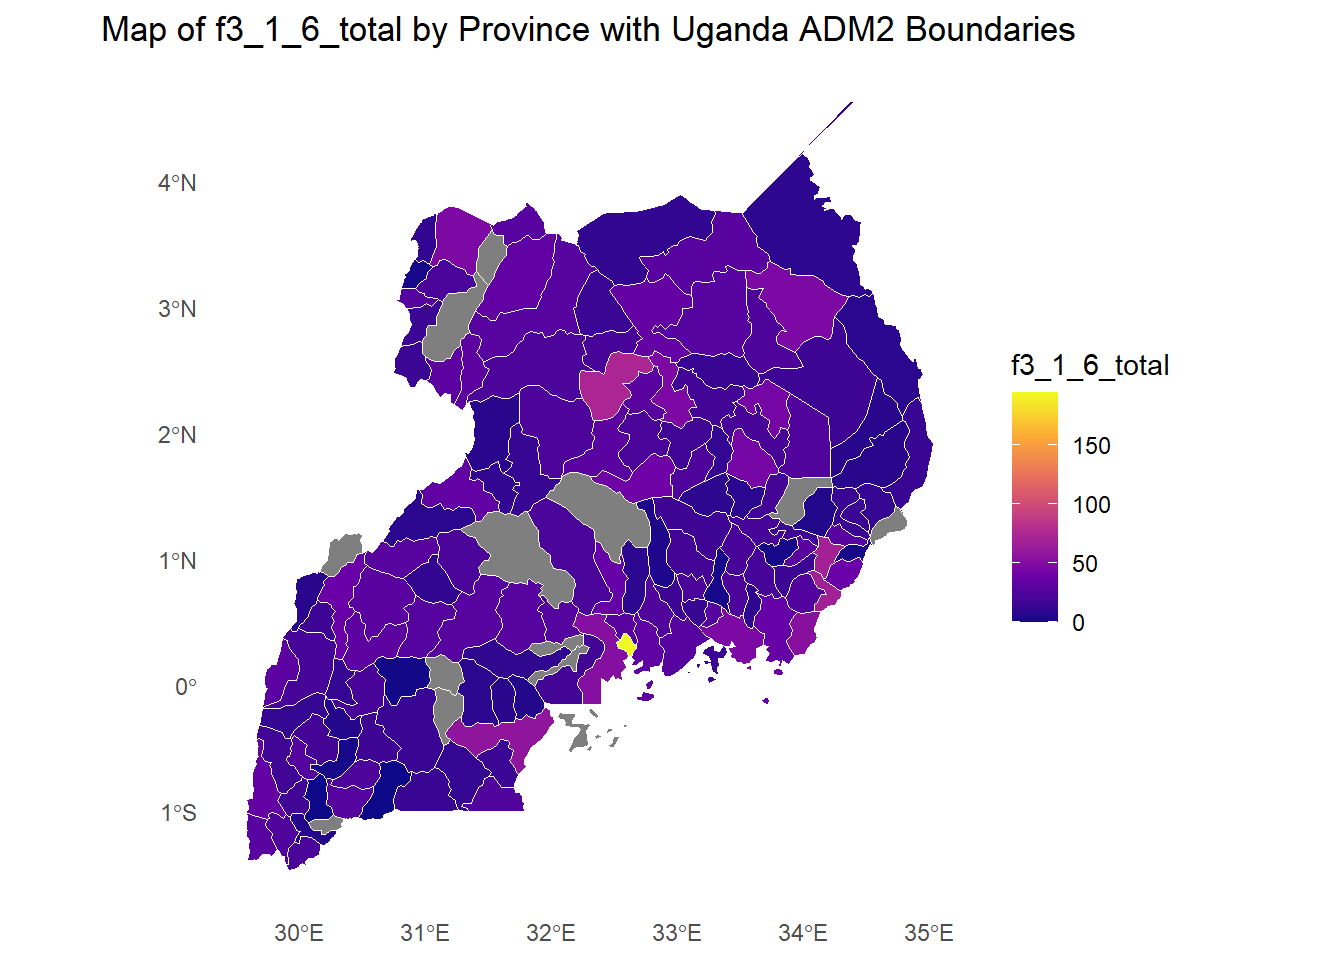 Map of f3_1_6_total by Province with Uganda ADM2 Boundaries
4°N
3°N
2°N
1°N
0°
1°S
30°E 31°E 32°E 33°E 34°E 35°E
f3_1_6_total
150
100
50
0